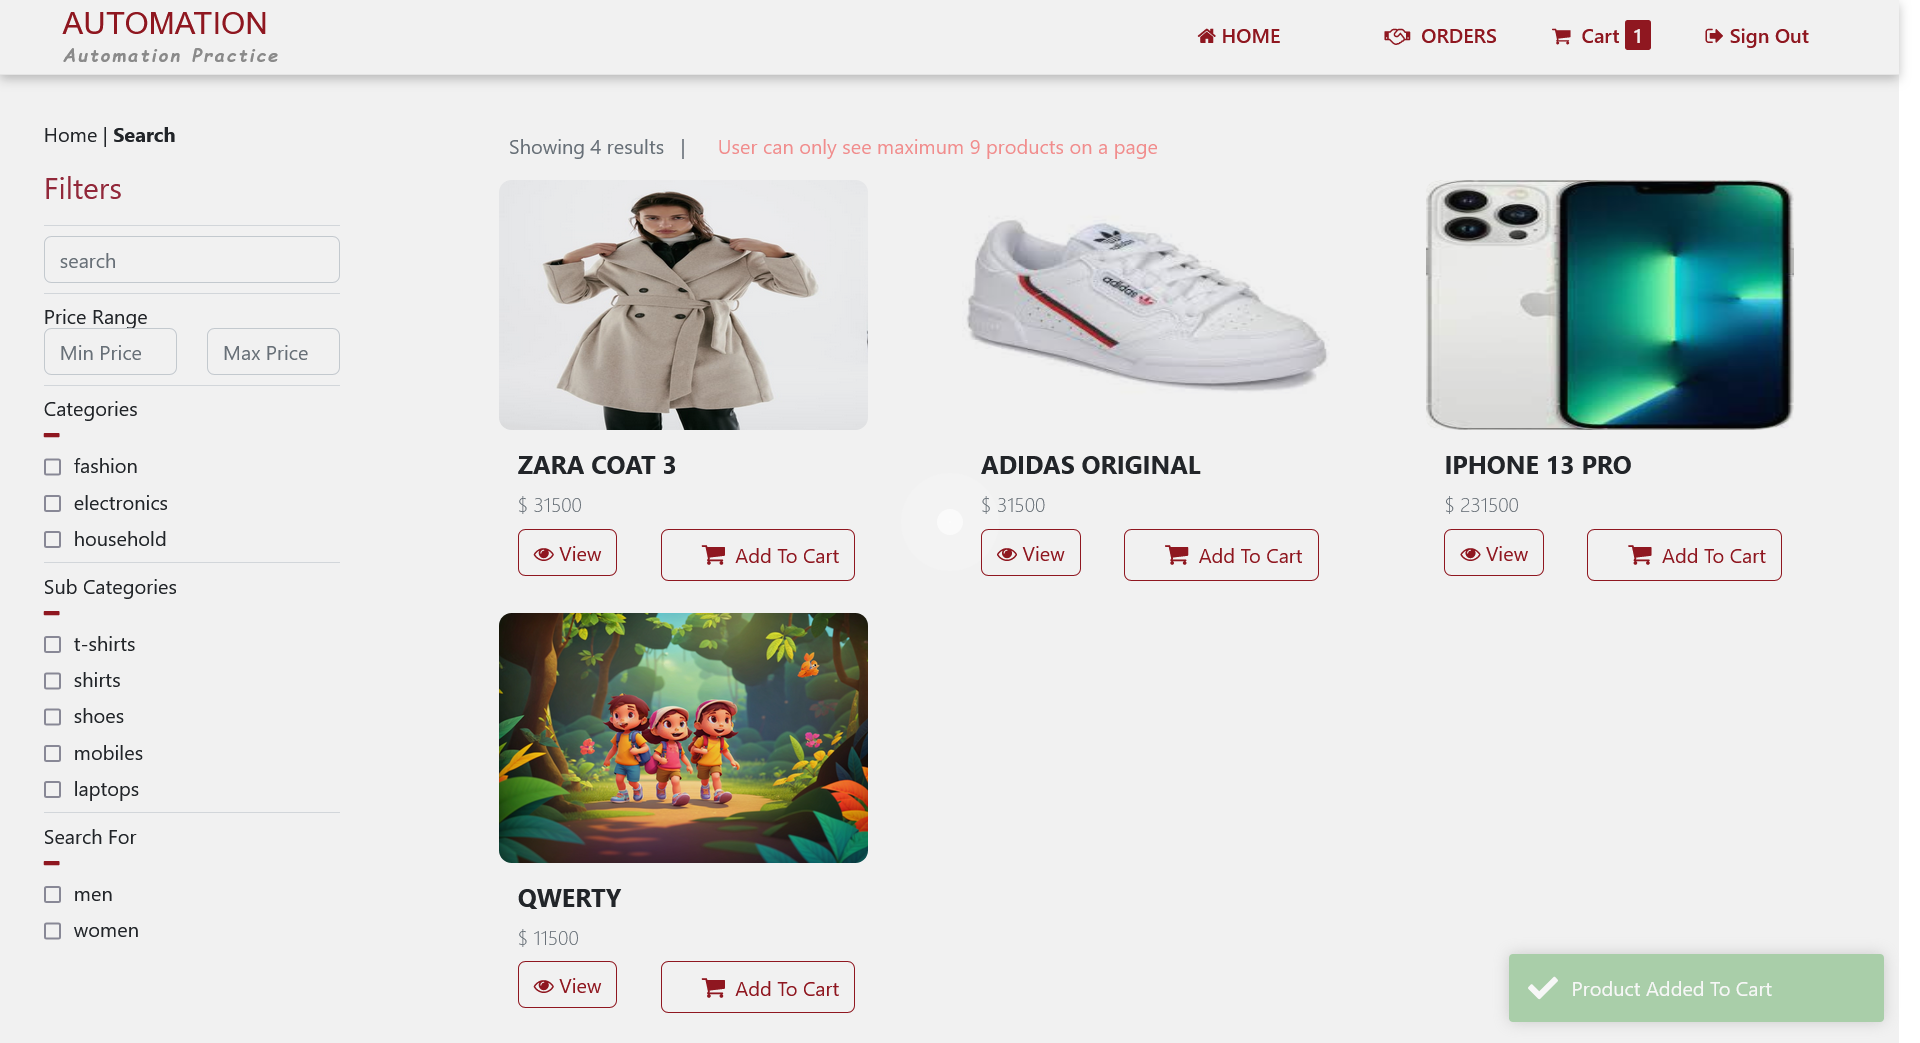 AUTOMATION
Automation Practice
HOME
ORDERS
Cart 1
Sign Out
Home | Search
Filters
search
Price Range
Min Price
Max Price
Categories
fashion
electronics
household
Sub Categories
t-shirts
shirts
shoes
mobiles
laptops
Search For
men
women
Showing 4 results |
User can only see maximum 9 products on a page
ZARA COAT 3
$ 31500
View
Add To Cart
adidas
adidas
ADIDAS ORIGINAL
$ 31500
View
Add To Cart
IPHONE 13 PRO
$ 231500
View
Add To Cart
QWERTY
$ 11500
View
Add To Cart
Product Added To Cart